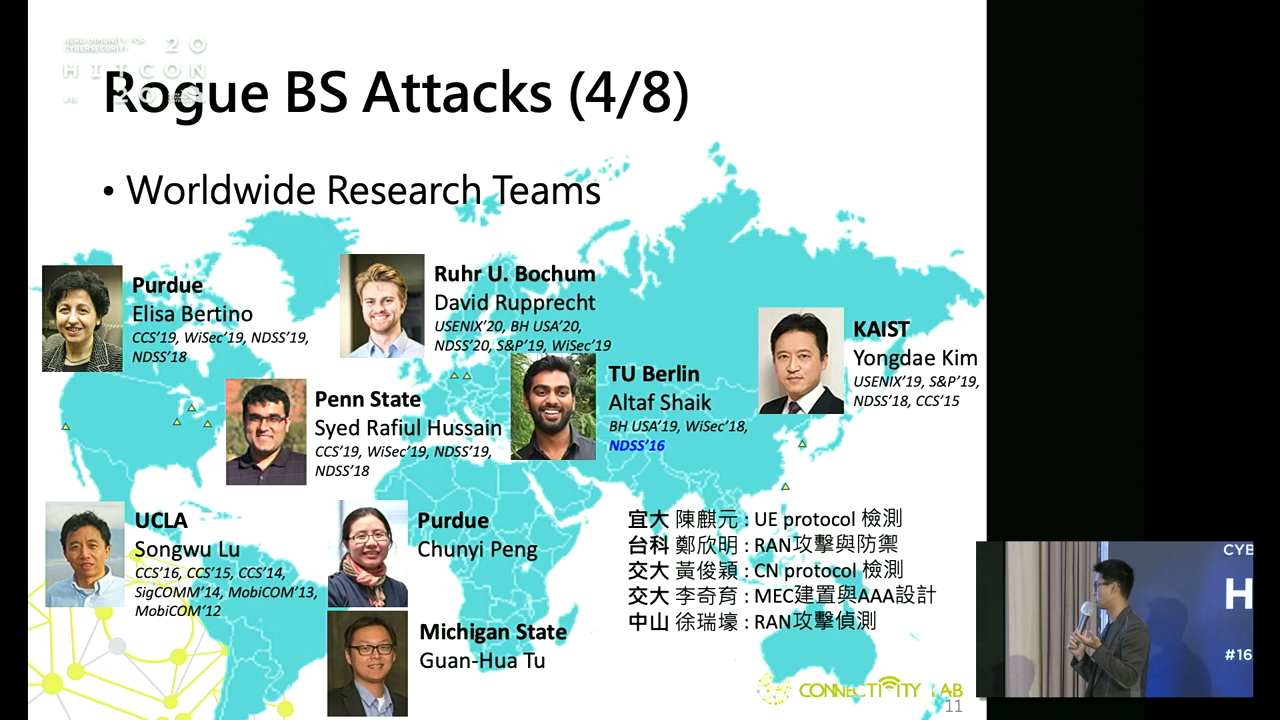 HERD IMMUNITY FOR
CYBERSECURITY
20
HITCON
20
Rogue BS Attacks (4/8)
• Worldwide Research Teams
Purdue
Elisa Bertino
CCS'19, WiSec'19, NDSS'19,
NDSS'18
Ruhr U. Bochum
David Rupprecht
USENIX'20, BH USA'20,
NDSS'20, S&P'19, WiSec'19
KAIST
Yongdae Kim
USENIX'19, S&P'19,
NDSS'18, CCS'15
Penn State
Syed Rafiul Hussain
CCS'19, WiSec'19, NDSS'19,
NDSS'18
TU Berlin
Altaf Shaik
BH USA'19, WiSec'18,
NDSS'16
UCLA
Songwu Lu
CCS'16, CCS'15, CCS'14,
SigCOMM'14, MobiCOM'13,
MobiCOM'12
Purdue
Chunyi Peng
Michigan State
Guan-Hua Tu
宜大 陳麒元 : UE protocol 檢測
台科 鄭欣明 : RAN攻擊與防禦
交大 黃俊穎 : CN protocol 檢測
交大 李奇育 : MEC建置與AAA設計
中山 徐瑞壕 : RAN攻擊偵測
CONNECTIVITY LAB
11
CYB
H
#16